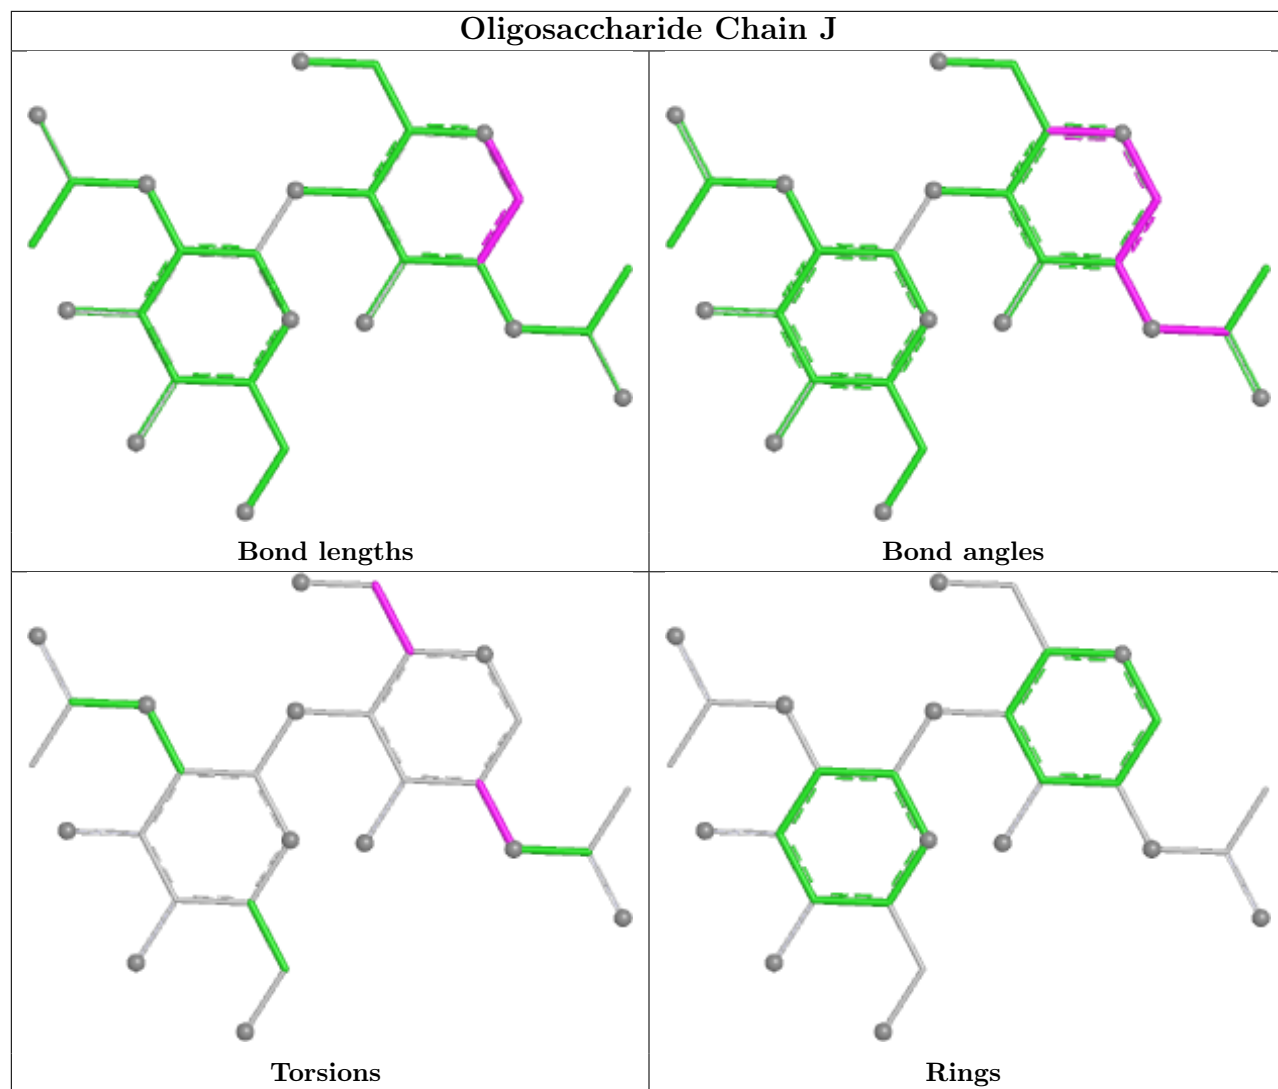 Oligosaccharide Chain J
Bond lengths
Bond angles
Torsions
Rings